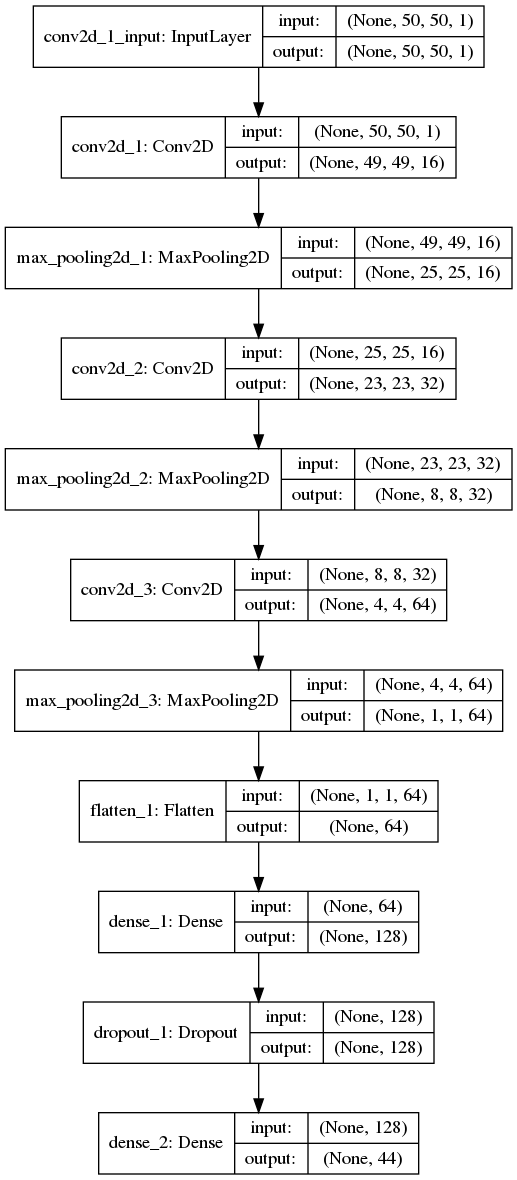 conv2d_1_input: InputLayer input: (None, 50, 50, 1)
output: (None, 50, 50, 1)
conv2d_1: Conv2D input: (None, 50, 50, 1)
output: (None, 49, 49, 16)
max_pooling2d_1: MaxPooling2D input: (None, 49, 49, 16)
output: (None, 25, 25, 16)
conv2d_2: Conv2D input: (None, 25, 25, 16)
output: (None, 23, 23, 32)
max_pooling2d_2: MaxPooling2D input: (None, 23, 23, 32)
output: (None, 8, 8, 32)
conv2d_3: Conv2D input: (None, 8, 8, 32)
output: (None, 4, 4, 64)
max_pooling2d_3: MaxPooling2D input: (None, 4, 4, 64)
output: (None, 1, 1, 64)
flatten_1: Flatten input: (None, 1, 1, 64)
output: (None, 64)
dense_1: Dense input: (None, 64)
output: (None, 128)
dropout_1: Dropout input: (None, 128)
output: (None, 128)
dense_2: Dense input: (None, 128)
output: (None, 44)